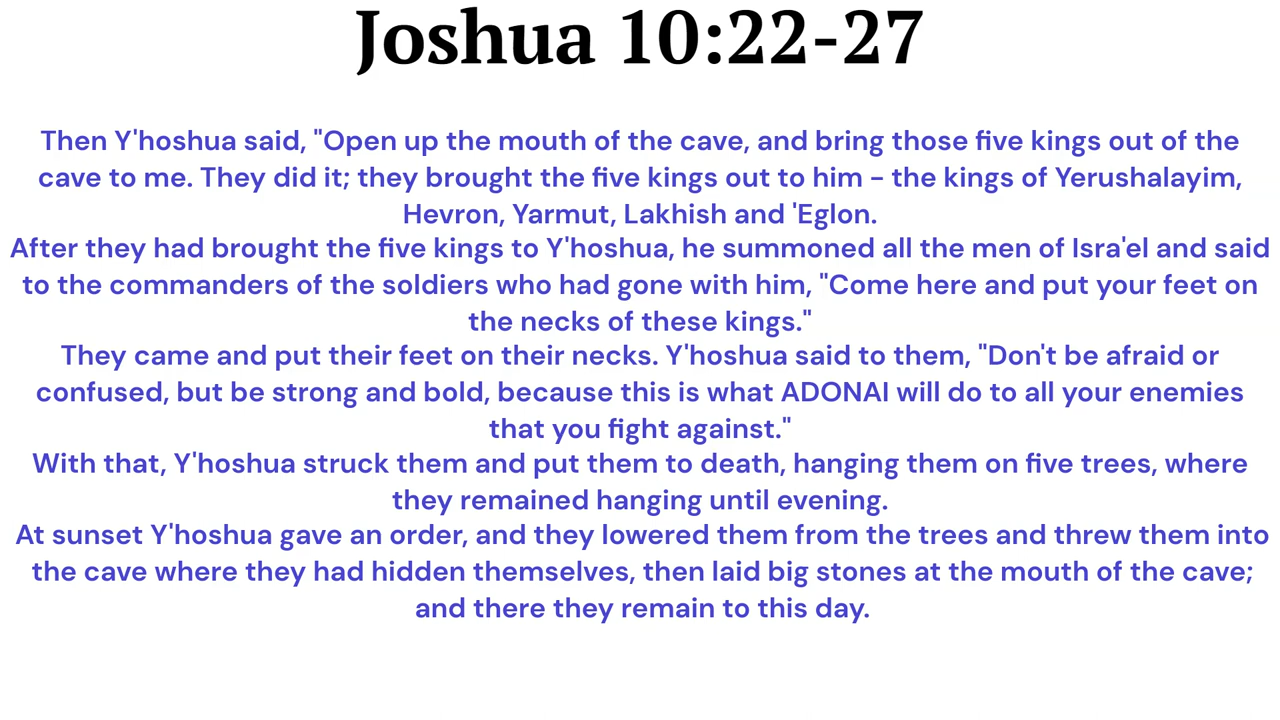 Joshua 10:22-27
Then Y'hoshua said, "Open up the mouth of the cave, and bring those five kings out of the
cave to me. They did it; they brought the five kings out to him – the kings of Yerushalayim,
Hevron, Yarmut, Lakhish and 'Eglon.
After they had brought the five kings to Y'hoshua, he summoned all the men of Isra'el and said
to the commanders of the soldiers who had gone with him, "Come here and put your feet on
the necks of these kings."
They came and put their feet on their necks. Y'hoshua said to them, "Don't be afraid or
confused, but be strong and bold, because this is what ADONAI will do to all your enemies
that you fight against."
With that, Y'hoshua struck them and put them to death, hanging them on five trees, where
they remained hanging until evening.
At sunset Y'hoshua gave an order, and they lowered them from the trees and threw them into
the cave where they had hidden themselves, then laid big stones at the mouth of the cave;
and there they remain to this day.